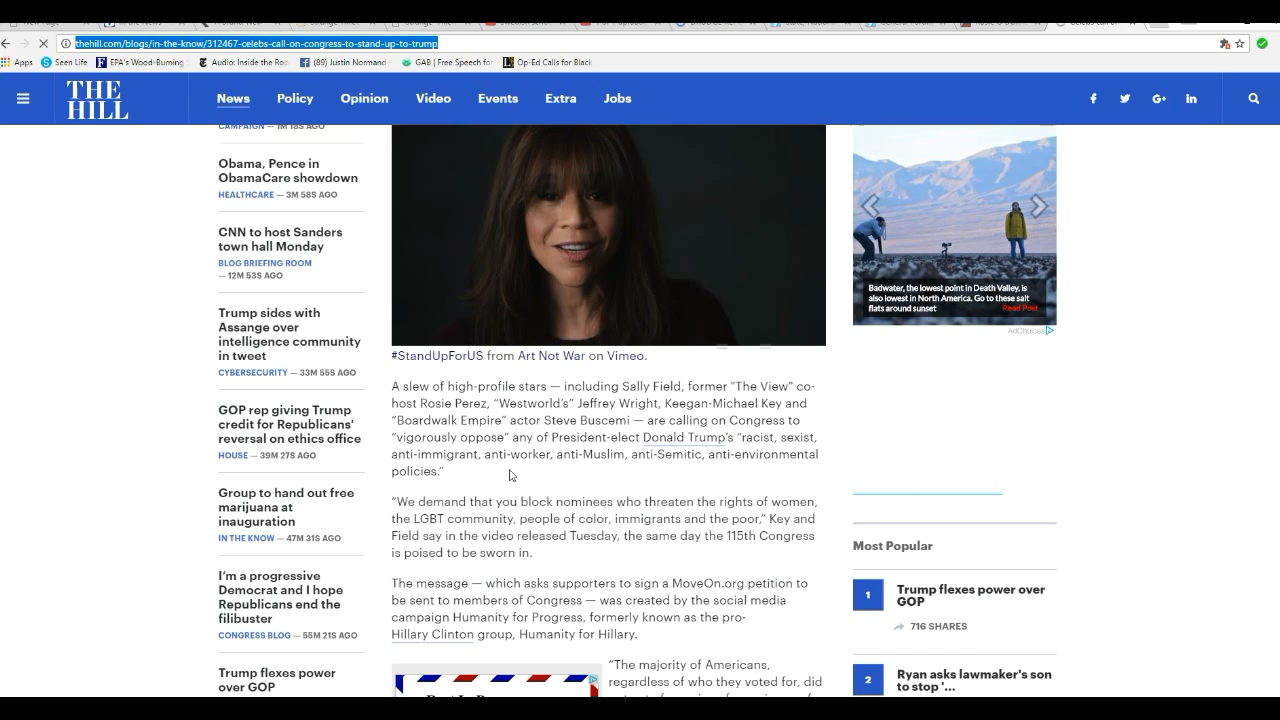 thehill.com/blogs/in-the-know/312467-celebs-call-on-congress-to-stand-up-to-trump
Apps
Seen Life
EPA's Wood-Burning
Audio: Inside the Roo
(89) Justin Normand
GAB | Free Speech fo
Op-Ed Calls for Black
THE
HILL
News
Policy
Opinion
Video
Events
Extra
Jobs
CAMPAIGN — 1M 18S AGO
Obama, Pence in
ObamaCare showdown
HEALTHCARE — 3M 58S AGO
CNN to host Sanders
town hall Monday
BLOG BRIEFING ROOM
— 12M 53S AGO
Trump sides with
Assange over
intelligence community
in tweet
CYBERSECURITY — 33M 55S AGO
GOP rep giving Trump
credit for Republicans'
reversal on ethics office
HOUSE — 39M 27S AGO
Group to hand out free
marijuana at
inauguration
IN THE KNOW — 47M 31S AGO
I'm a progressive
Democrat and I hope
Republicans end the
filibuster
CONGRESS BLOG — 55M 21S AGO
Trump flexes power
over GOP
#StandUpForUS from Art Not War on Vimeo.
A slew of high-profile stars — including Sally Field, former "The View" co-
host Rosie Perez, “Westworld’s” Jeffrey Wright, Keegan-Michael Key and
“Boardwalk Empire” actor Steve Buscemi — are calling on Congress to
“vigorously oppose” any of President-elect Donald Trump’s “racist, sexist,
anti-immigrant, anti-worker, anti-Muslim, anti-Semitic, anti-environmental
policies.”
“We demand that you block nominees who threaten the rights of women,
the LGBT community, people of color, immigrants and the poor,” Key and
Field say in the video released Tuesday, the same day the 115th Congress
is poised to be sworn in.
The message — which asks supporters to sign a MoveOn.org petition to
be sent to members of Congress — was created by the social media
campaign Humanity for Progress, formerly known as the pro-
Hillary Clinton group, Humanity for Hillary.
“The majority of Americans,
regardless of who they voted for, did
Badwater, the lowest point in Death Valley, is
also lowest in North America. Go to these salt
flats around sunset
Read Post
AdChoices
Most Popular
1
Trump flexes power over
GOP
716 SHARES
2
Ryan asks lawmaker's son
to stop '...